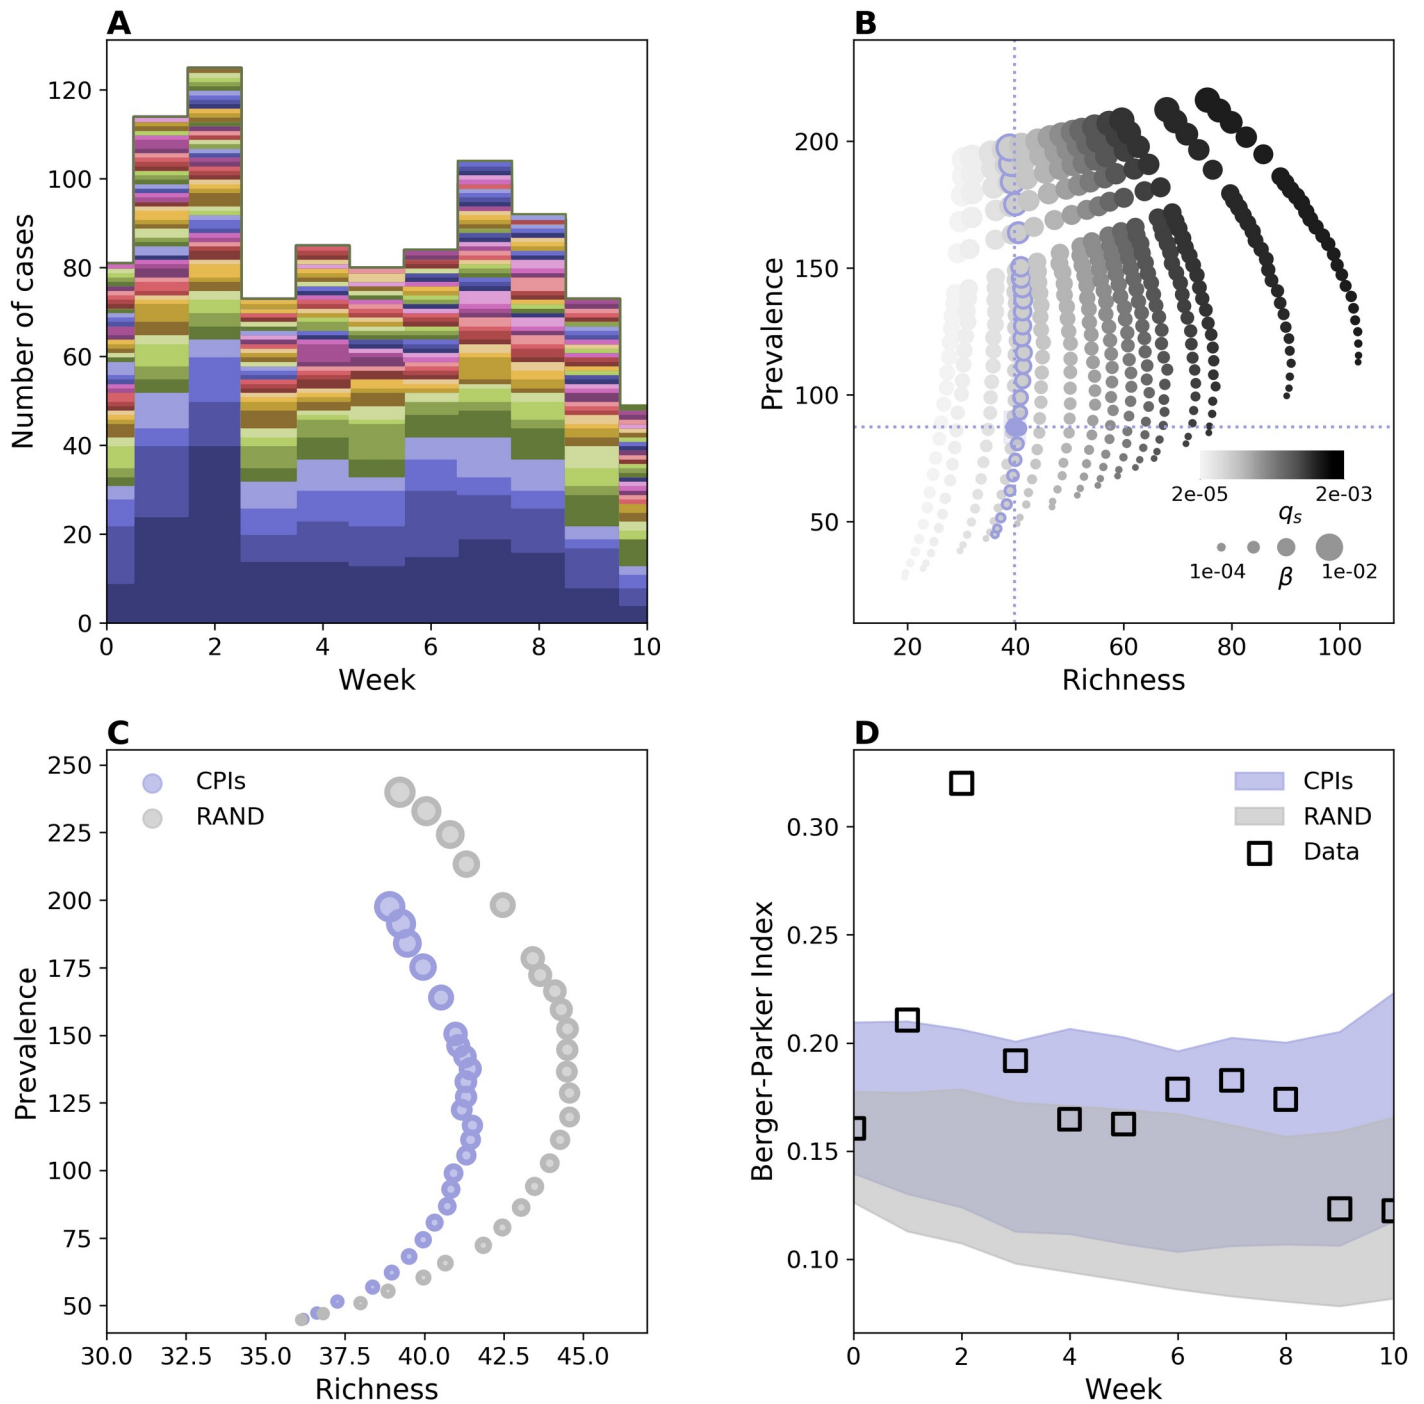 A
Number of cases
120
100
80
60
40
20
0
0 2 4 6 8 10
Week
B
Prevalence
200
150
100
50
20 40 60 80 100
Richness
2e-05 2e-03
qs
1e-04 β 1e-02
C
Prevalence
250
225
200
175
150
125
100
75
50
CPIs
RAND
30.0 32.5 35.0 37.5 40.0 42.5 45.0
Richness
D
Berger-Parker Index
0.30
0.25
0.20
0.15
0.10
CPIs
RAND
Data
0 2 4 6 8 10
Week